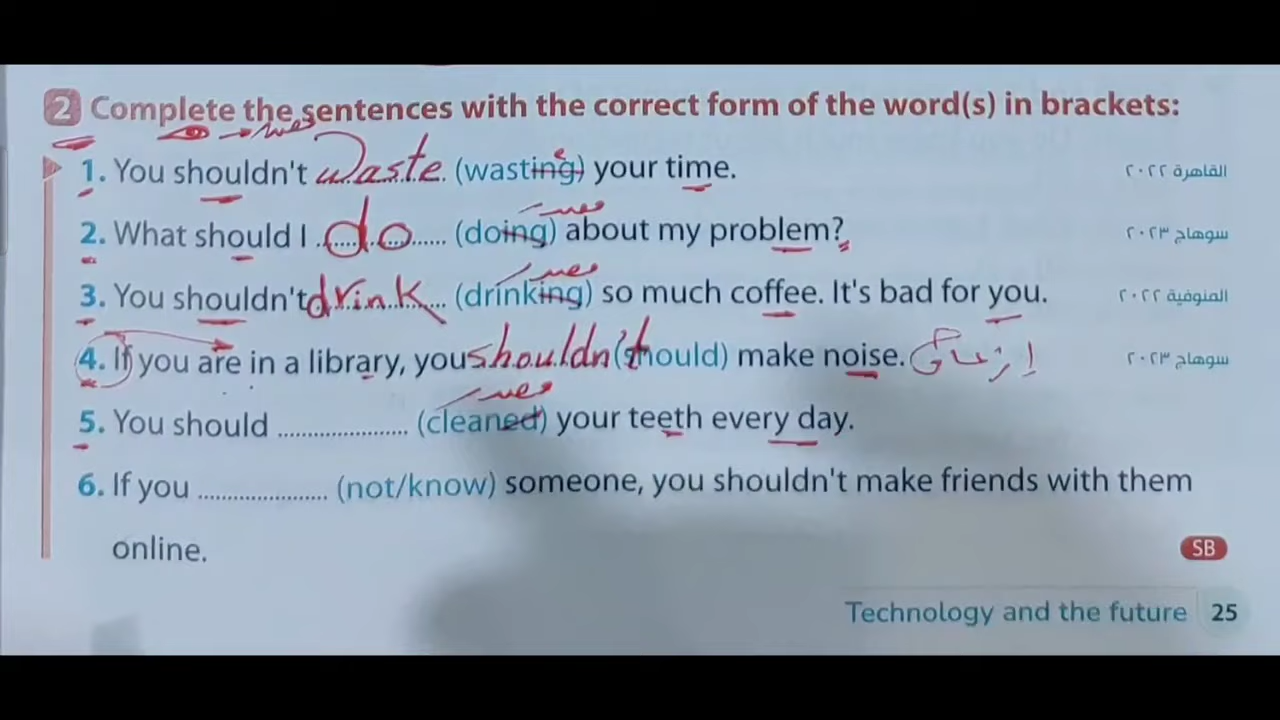 2 Complete the sentences with the correct form of the word(s) in brackets:
1. You shouldn't waste (wasting) your time. القاهرة ٢٠٢٢
مصدر
2. What should I do (doing) about my problem? سوهاج ٢٠٢٣
مصدر
3. You shouldn't drink (drinking) so much coffee. It's bad for you. المنوفية ٢٠٢٢
4. If you are in a library, you shouldn't (should) make noise. سوهاج ٢٠٢٣
مصدر
5. You should .................... (cleaned) your teeth every day.
6. If you .................... (not/know) someone, you shouldn't make friends with them
online. SB
Technology and the future 25